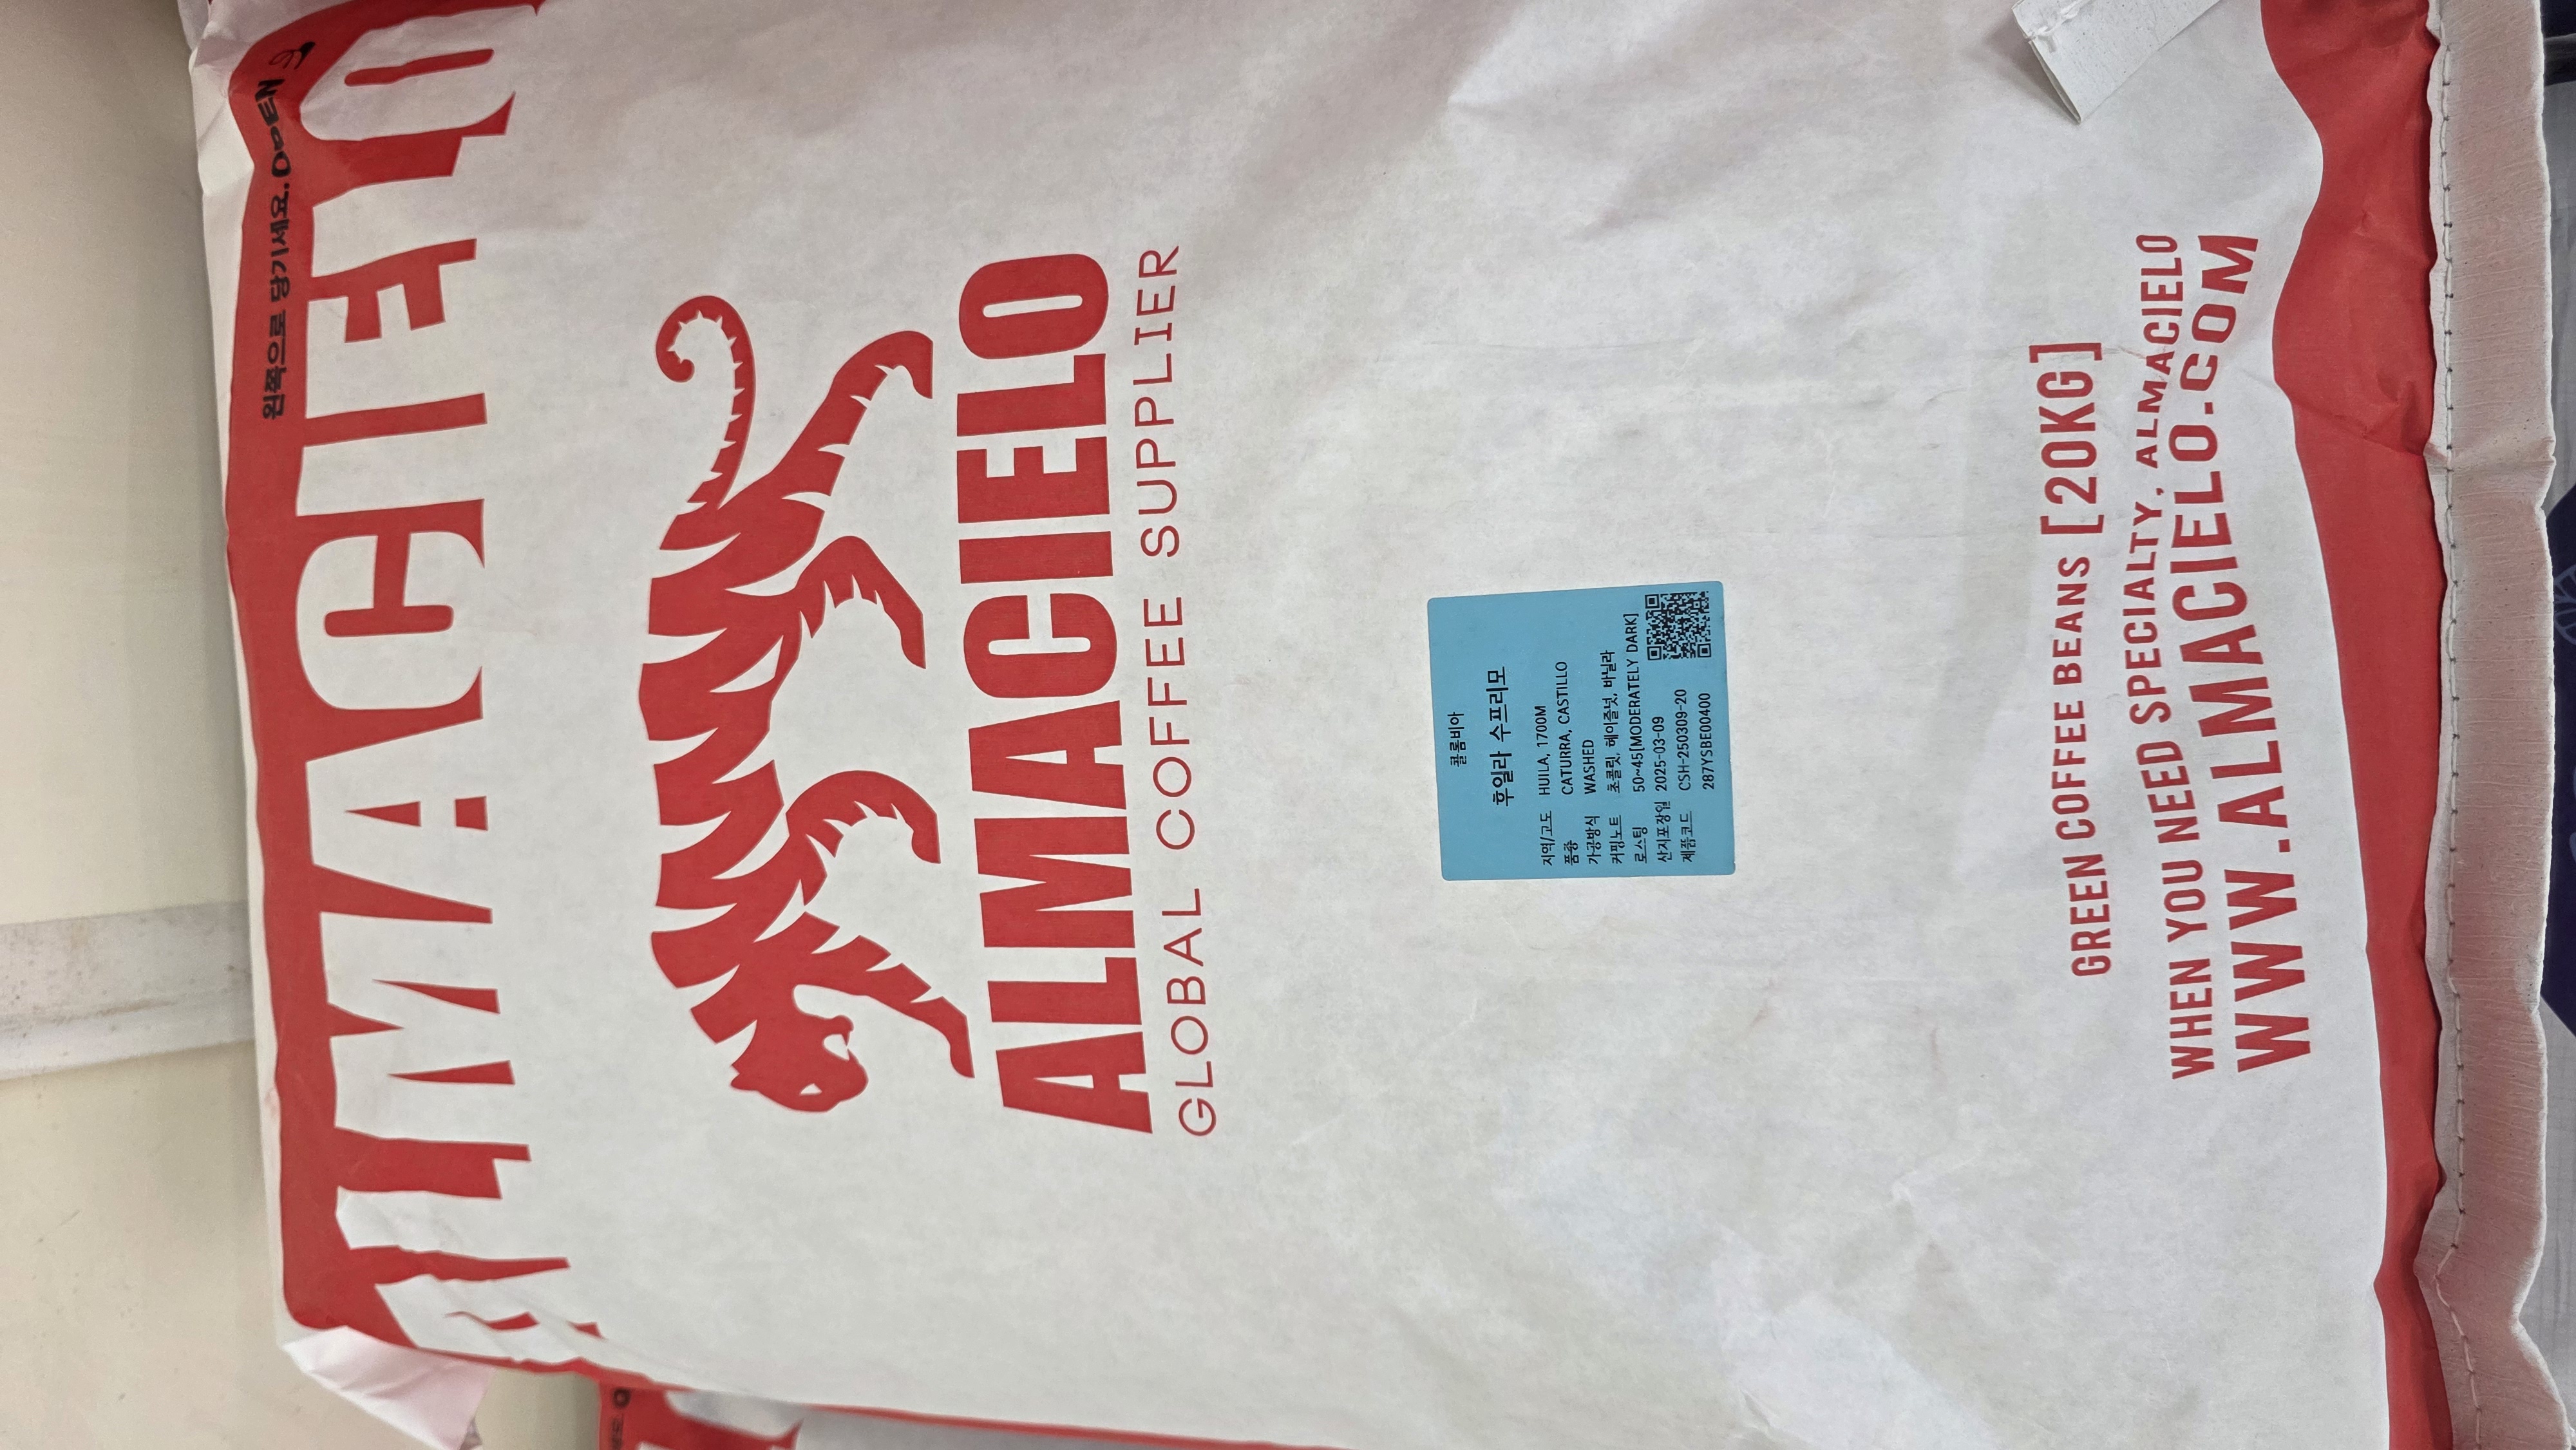 왼쪽으로 당기세요. OPEN
ALMACIELO
ALMACIELO
GLOBAL COFFEE SUPPLIER
콜롬비아
후일라 수프리모
지역/고도 HUILA, 1700M
품종 CATURRA, CASTILLO
가공방식 WASHED
커핑노트 초콜릿, 헤이즐넛, 바닐라
로스팅 50~45[MODERATELY DARK]
산지포장일 2025-03-09
제품코드 CSH-250309-20
287YSBE00400
GREEN COFFEE BEANS [20KG]
WHEN YOU NEED SPECIALTY, ALMACIELO
WWW.ALMACIELO.COM